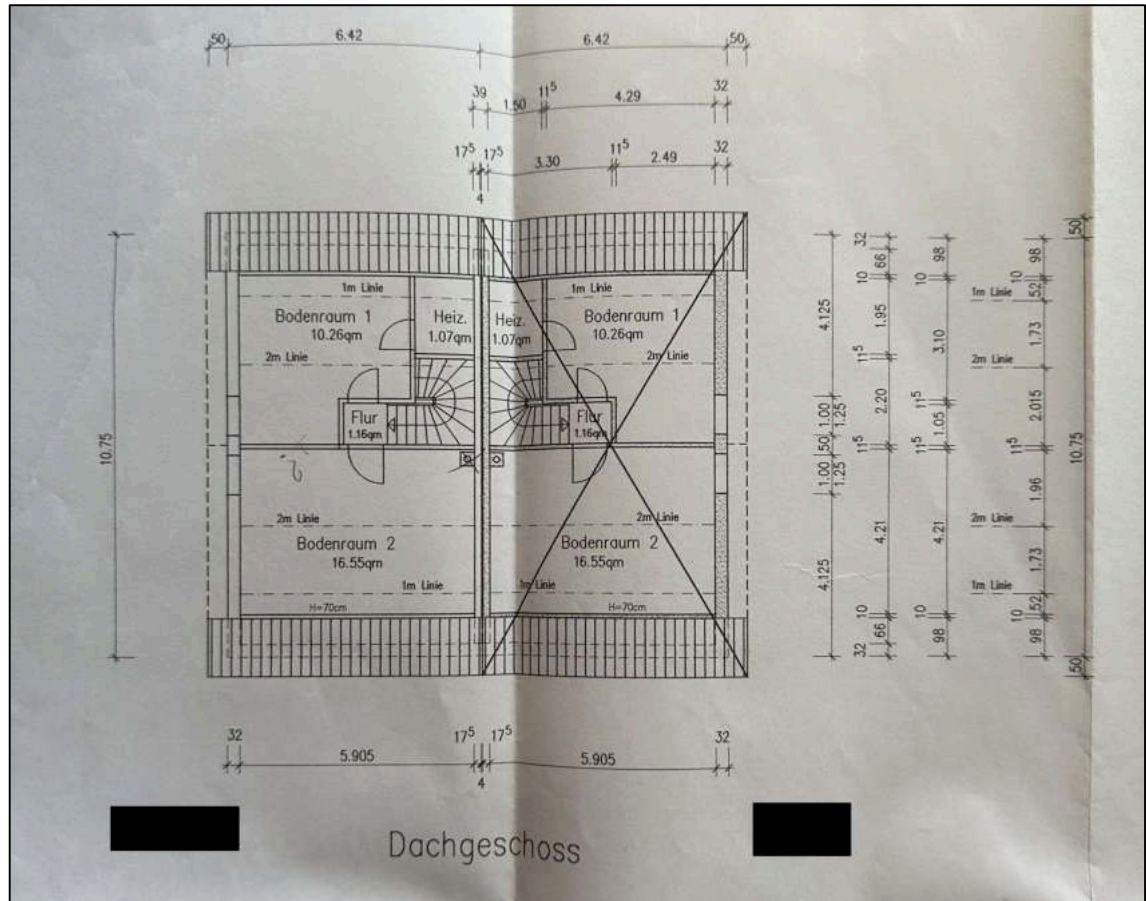 50 6.42 6.42 50
39 11⁵ 32
1.50 4.29
17⁵ 17⁵ 11⁵ 32
3.30 2.49
4
1m Linie 1m Linie
Bodenraum 1 Heiz. Heiz. Bodenraum 1
10.26qm 1.07qm 1.07qm 10.26qm
2m Linie 2m Linie
Flur Flur
1.16qm 1.16qm
2m Linie 2m Linie
Bodenraum 2 Bodenraum 2
16.55qm 16.55qm
1m Linie 1m Linie
H=70cm H=70cm
10.75
4.125
1.00 1.25
50
1.00 1.25
4.125
32
66
10
1.95
11⁵
2.20
11⁵
4.21
10
66
32
98
10
3.10
11⁵
1.05
11⁵
4.21
10
98
1m Linie
2m Linie
2m Linie
1m Linie
98
10
52
1.73
2.015
11⁵
1.96
1.73
52
10
98
50
10.75
50
32 17⁵ 17⁵ 32
5.905 5.905
4
Dachgeschoss